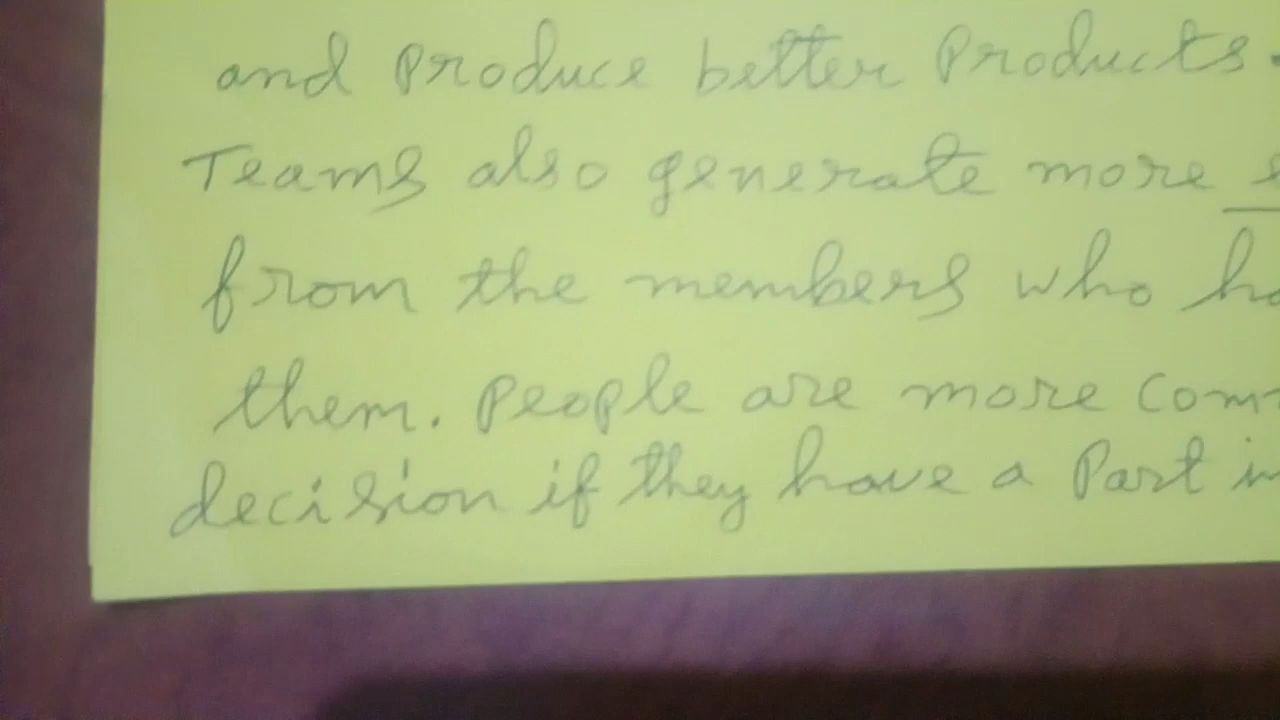 and Produce better Products.
Teams also generate more
from the members who
them. People are more
decision if they have a Part